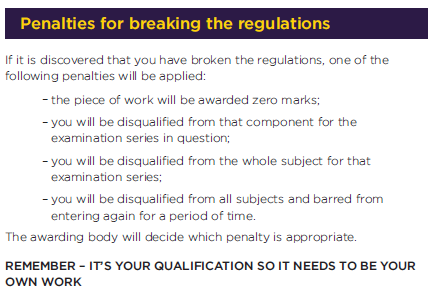 Penalties for breaking the regulations
If it is discovered that you have broken the regulations, one of the
following penalties will be applied:
– the piece of work will be awarded zero marks;
– you will be disqualified from that component for the
examination series in question;
– you will be disqualified from the whole subject for that
examination series;
– you will be disqualified from all subjects and barred from
entering again for a period of time.
The awarding body will decide which penalty is appropriate.
REMEMBER – IT'S YOUR QUALIFICATION SO IT NEEDS TO BE YOUR
OWN WORK